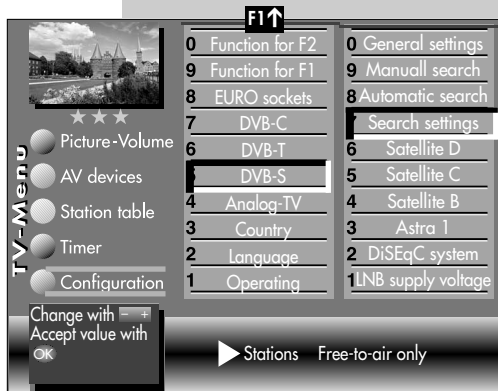 F1↑
TV-Menu
Picture-Volume
AV devices
Station table
Timer
Configuration
0 Function for F2
9 Function for F1
8 EURO sockets
7 DVB-C
6 DVB-T
DVB-S
4 Analog-TV
3 Country
2 Language
1 Operating
0 General settings
9 Manuall search
8 Automatic search
Search settings
6 Satellite D
5 Satellite C
4 Satellite B
3 Astra 1
2 DiSEqC system
1 LNB supply voltage
Change with - +
Accept value with
OK
Stations Free-to-air only